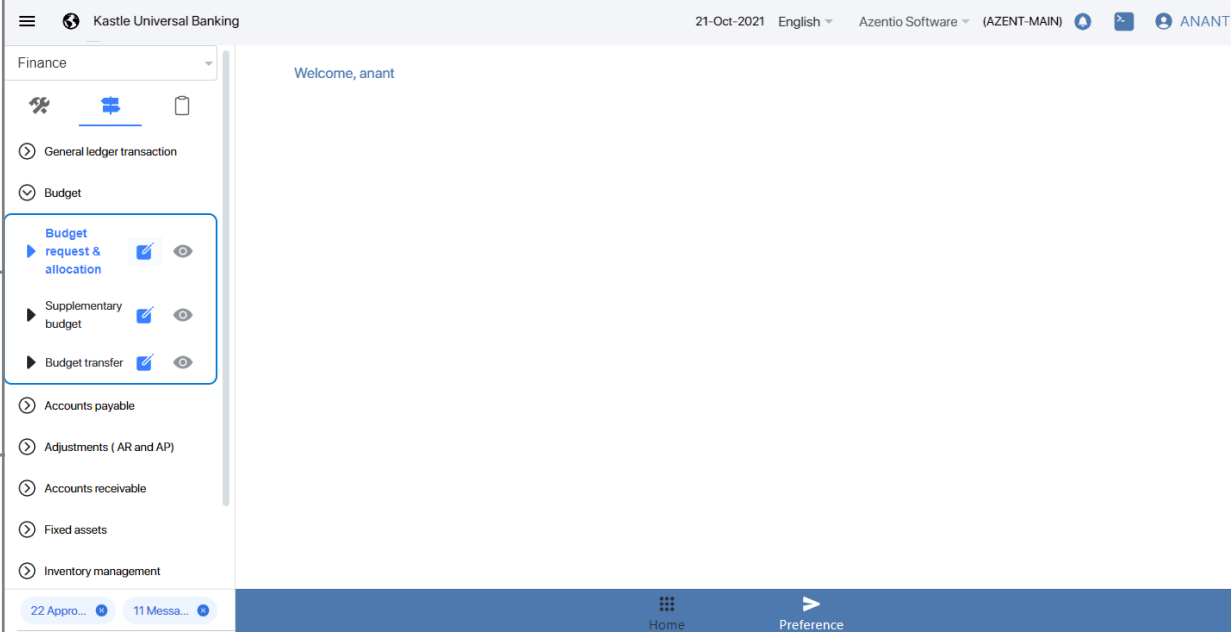 Kastle Universal Banking
21-Oct-2021 English Azentio Software (AZENT-MAIN) ANANT
Finance
Welcome, anant
General ledger transaction
Budget
Budget
request &
allocation
Supplementary
budget
Budget transfer
Accounts payable
Adjustments ( AR and AP)
Accounts receivable
Fixed assets
Inventory management
22 Appro... 11 Messa...
Home Preference